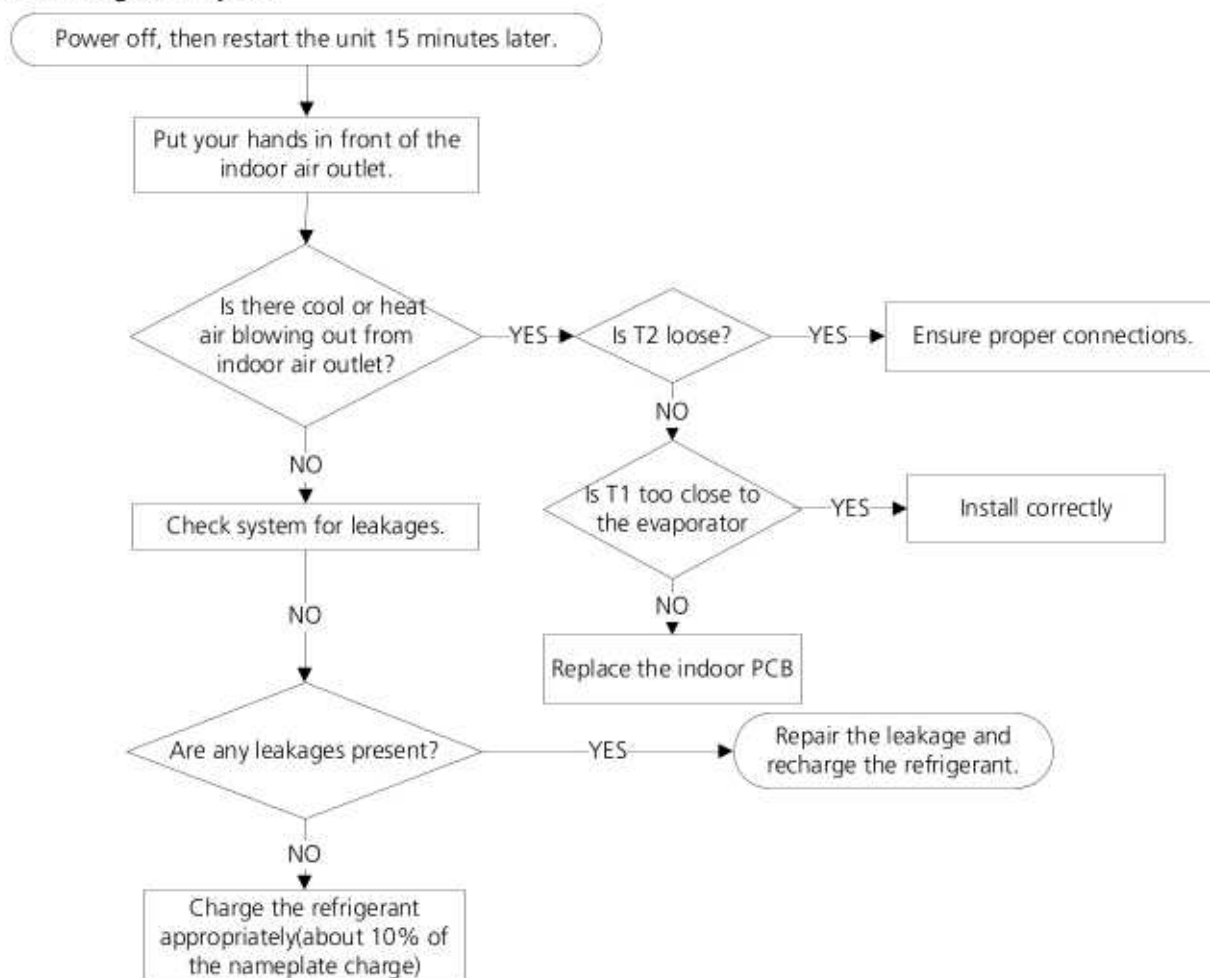 Power off, then restart the unit 15 minutes later.
Put your hands in front of the
indoor air outlet.
Is there cool or heat
air blowing out from
indoor air outlet?
YES
Is T2 loose?
YES
Ensure proper connections.
NO
NO
Is T1 too close to
the evaporator
YES
Install correctly
Check system for leakages.
NO
NO
Replace the indoor PCB
Are any leakages present?
YES
Repair the leakage and
recharge the refrigerant.
NO
Charge the refrigerant
appropriately(about 10% of
the nameplate charge)